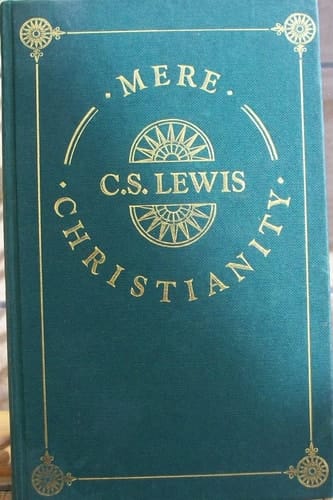 · MERE ·
C.S. LEWIS
· CHRISTIANITY ·